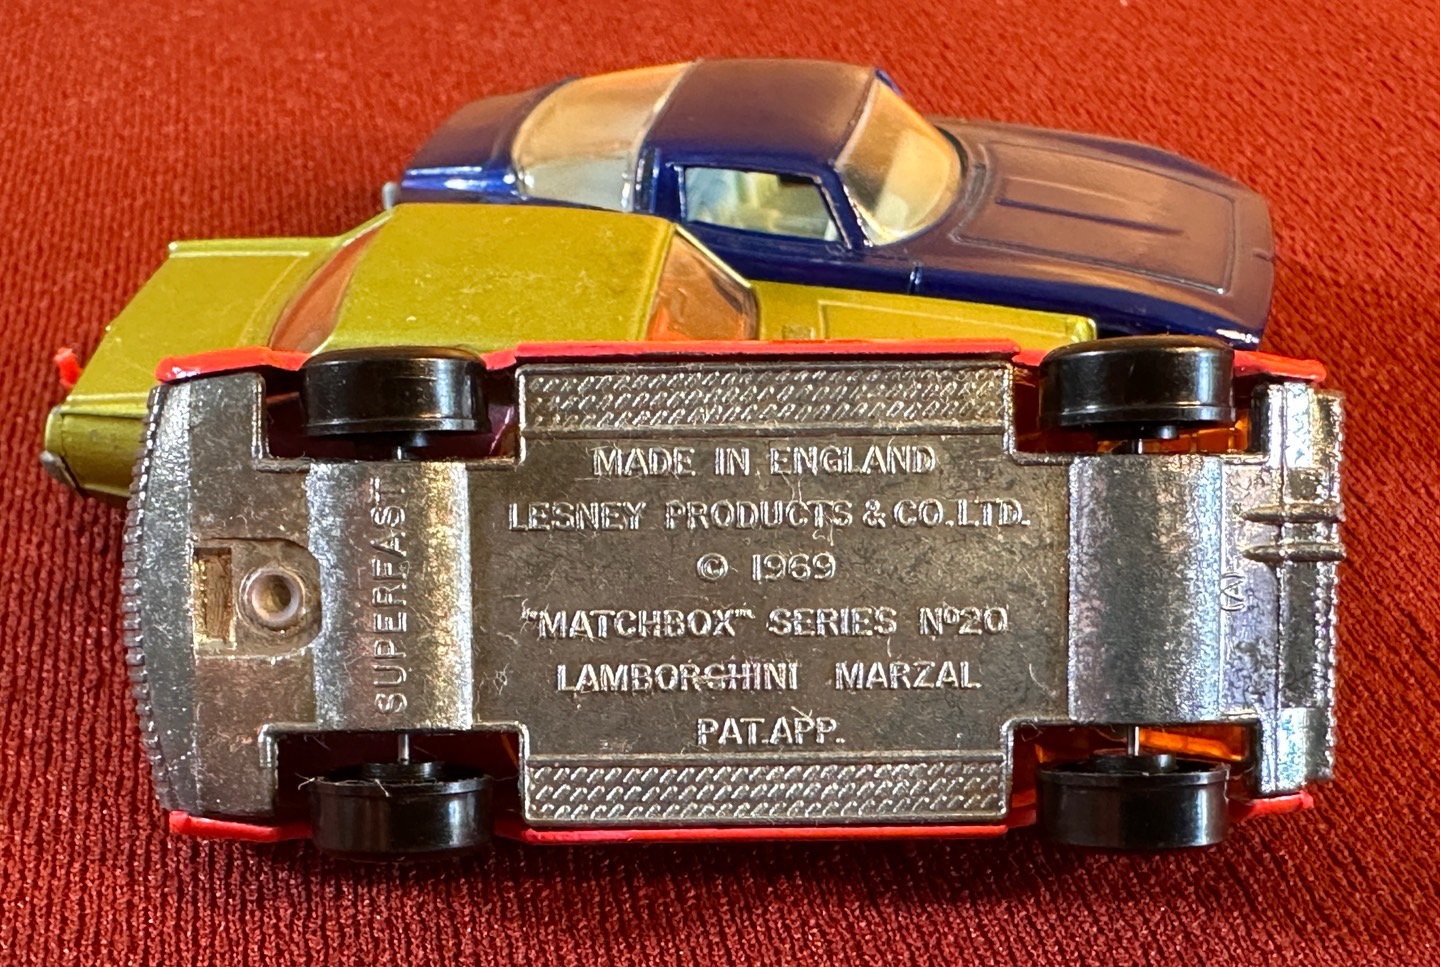 MADE IN ENGLAND
LESNEY PRODUCTS & CO. LTD.
© 1969
"MATCHBOX" SERIES Nº20
LAMBORGHINI MARZAL
PAT. APP.
SUPERFAST
(A)